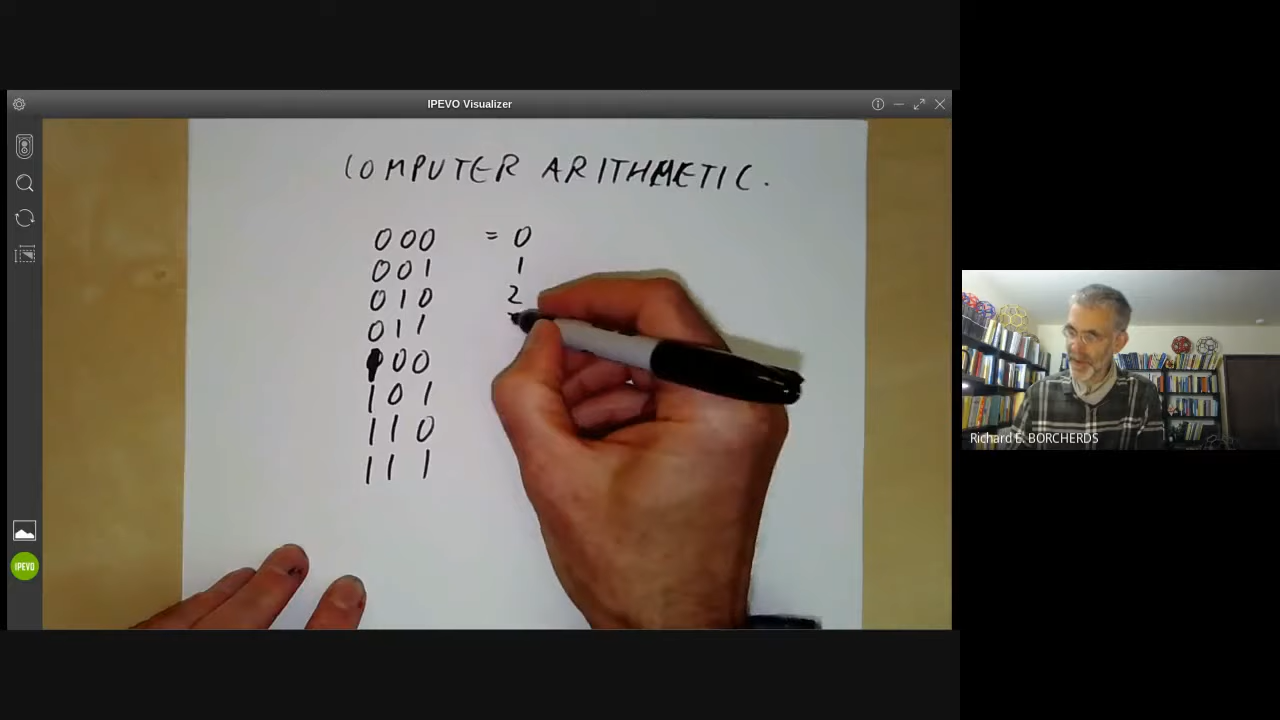 IPEVO Visualizer
COMPUTER ARITHMETIC.
000 = 0
001 1
010 2
011
100
101
110
111
IPEVO
Richard E. BORCHERDS